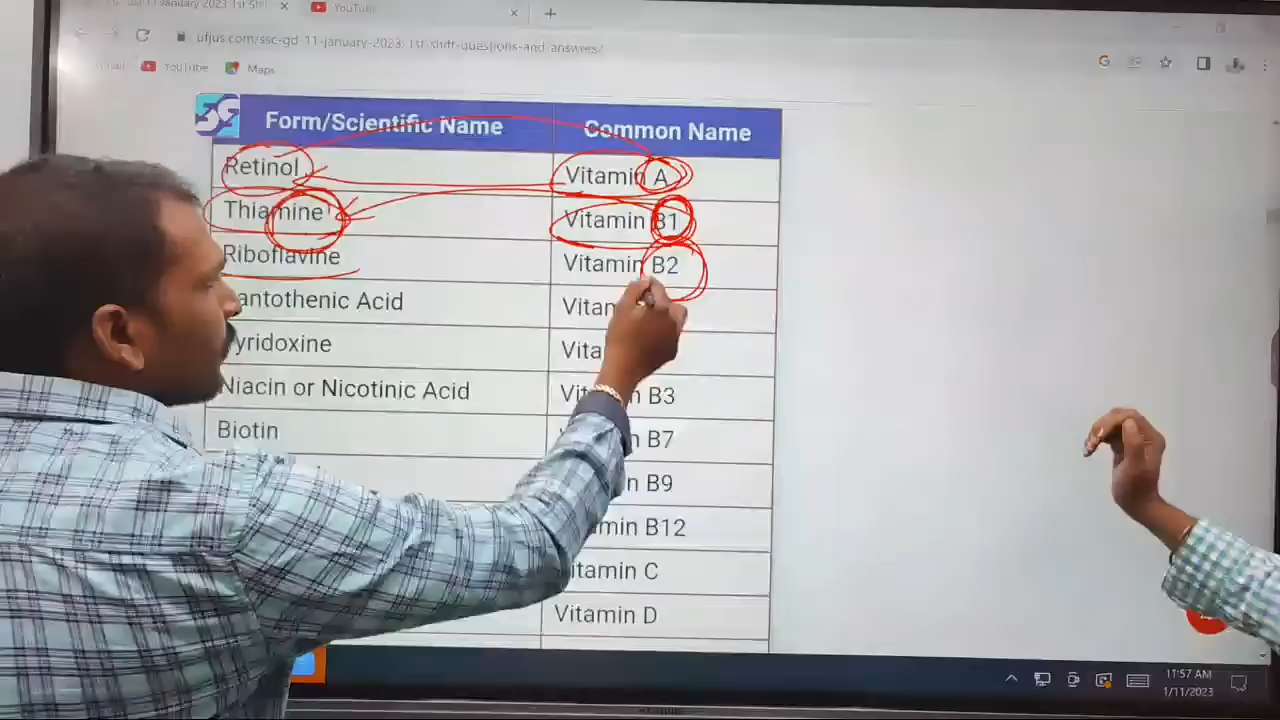 YouTube
ufjus.com/ssc-gd-11-january-2023-1st-shift-questions-and-answers/
YouTube Maps
Form/Scientific Name Common Name
Retinol Vitamin A
Thiamine Vitamin B1
Riboflavine Vitamin B2
antothenic Acid Vitam
yridoxine Vita
Niacin or Nicotinic Acid Vit n B3
Biotin n B7
n B9
min B12
itamin C
Vitamin D
11:57 AM
1/11/2023